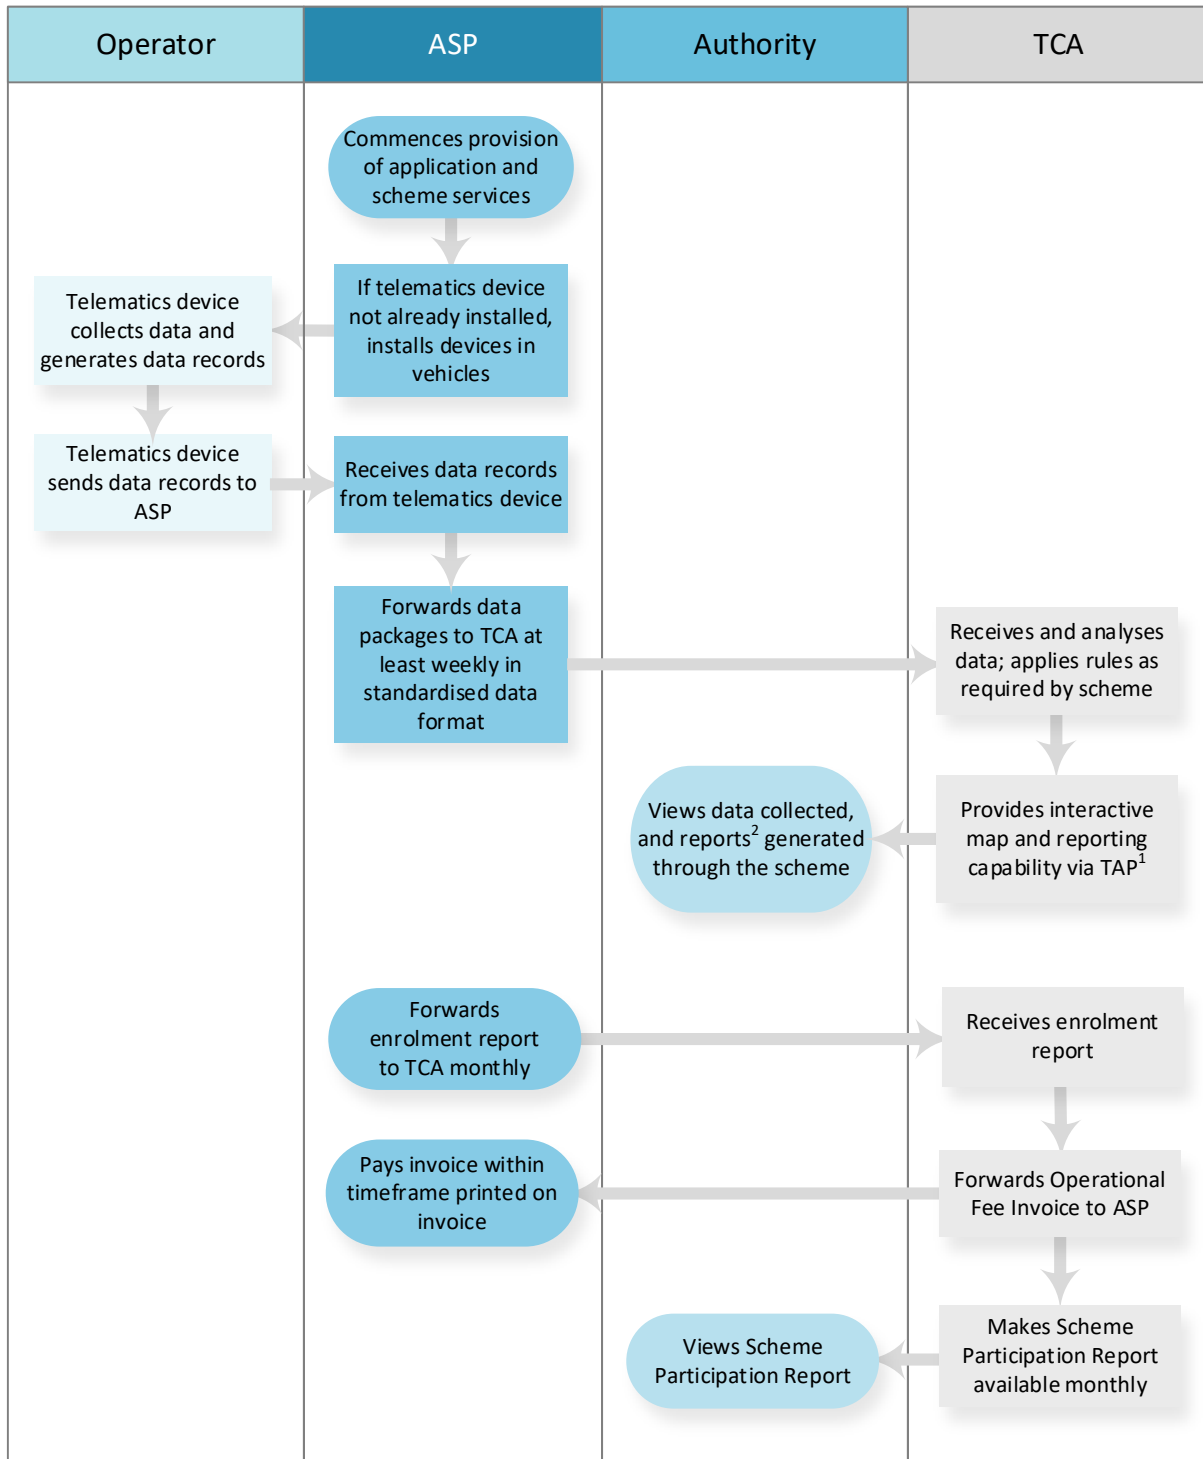 Operator
ASP
Authority
TCA
Commences provision
of application and
scheme services
If telematics device
not already installed,
installs devices in
vehicles
Telematics device
collects data and
generates data records
Telematics device
sends data records to
ASP
Receives data records
from telematics device
Forwards data
packages to TCA at
least weekly in
standardised data
format
Receives and analyses
data; applies rules as
required by scheme
Provides interactive
map and reporting
capability via TAP¹
Views data collected,
and reports² generated
through the scheme
Forwards
enrolment report
to TCA monthly
Receives enrolment
report
Forwards Operational
Fee Invoice to ASP
Pays invoice within
timeframe printed on
invoice
Makes Scheme
Participation Report
available monthly
Views Scheme
Participation Report